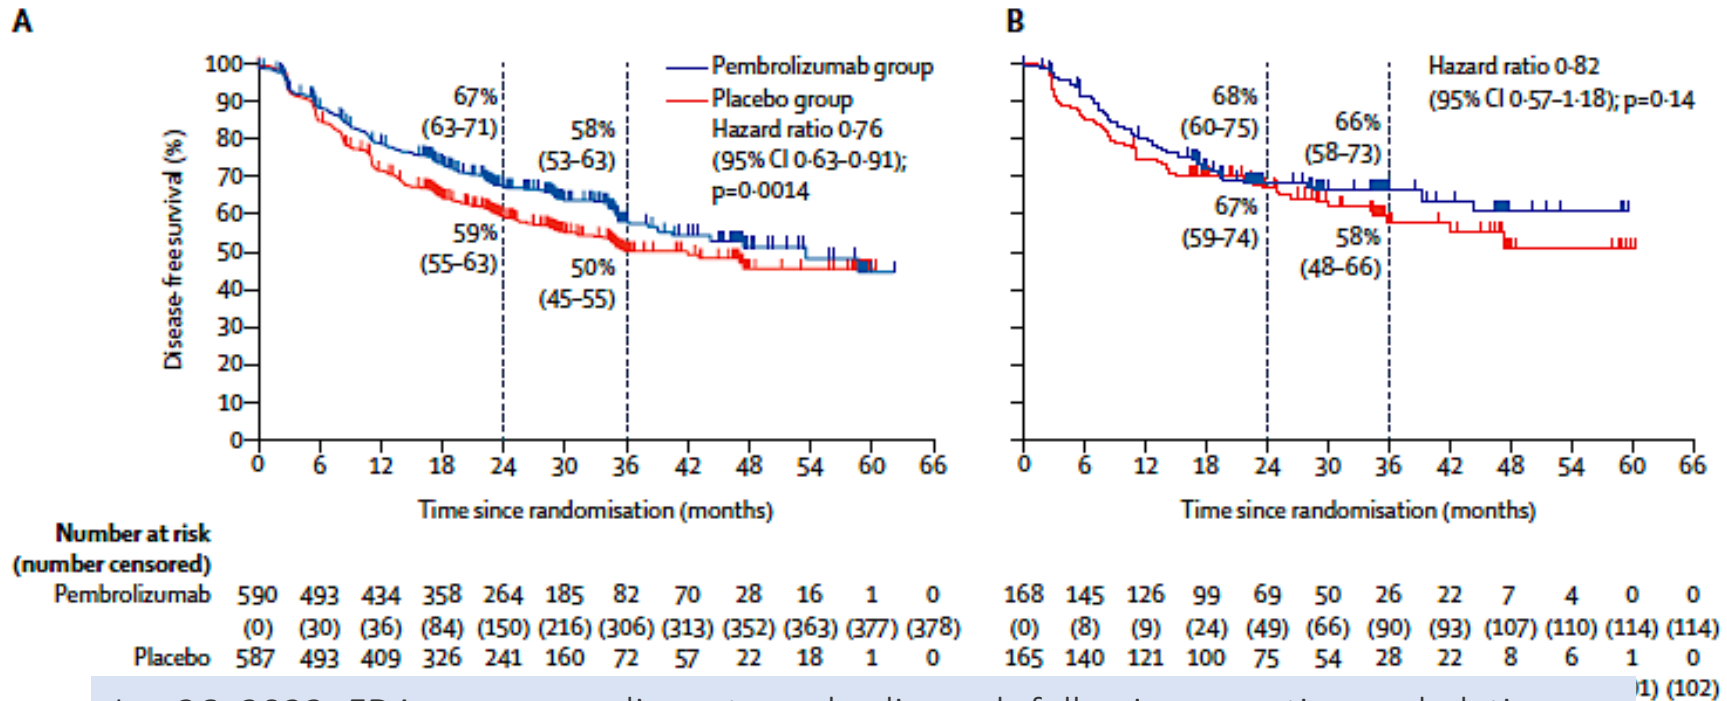 A
B
Pembrolizumab group
Placebo group
Hazard ratio 0·76
(95% CI 0·63–0·91);
p=0·0014
Disease-free survival (%)
100
90
80
70
60
50
40
30
20
10
0
67%
(63–71)
58%
(53–63)
59%
(55–63)
50%
(45–55)
0 6 12 18 24 30 36 42 48 54 60 66
Time since randomisation (months)
Hazard ratio 0·82
(95% CI 0·57–1·18); p=0·14
68%
(60–75)
66%
(58–73)
67%
(59–74)
58%
(48–66)
0 6 12 18 24 30 36 42 48 54 60 66
Time since randomisation (months)
Number at risk
(number censored)
Pembrolizumab 590 493 434 358 264 185 82 70 28 16 1 0 168 145 126 99 69 50 26 22 7 4 0 0
(0) (30) (36) (84) (150) (216) (306) (313) (352) (363) (377) (378) (0) (8) (9) (24) (49) (66) (90) (93) (107) (110) (114) (114)
Placebo 587 493 409 326 241 160 72 57 22 18 1 0 165 140 121 100 75 54 28 22 8 6 1 0
(102)